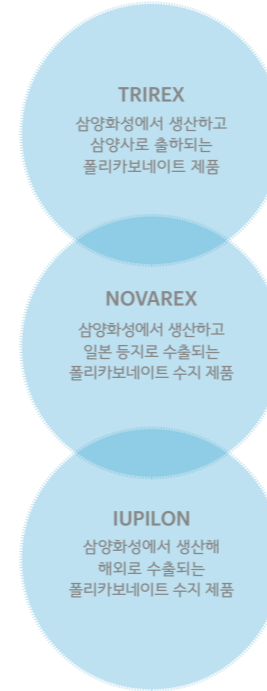 TRIREX
삼양화성에서 생산하고
삼양사로 출하되는
폴리카보네이트 제품
NOVAREX
삼양화성에서 생산하고
일본 등지로 수출되는
폴리카보네이트 수지 제품
IUPILON
삼양화성에서 생산해
해외로 수출되는
폴리카보네이트 수지 제품